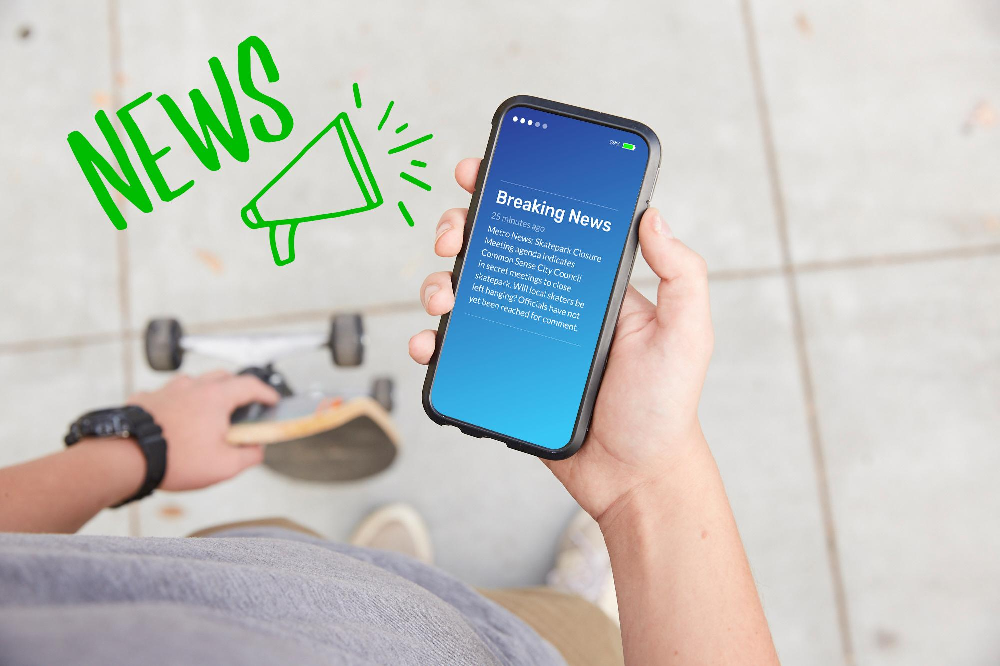 NEWS
89%
Breaking News
25 minutes ago
Metro News: Skatepark Closure
Meeting agenda indicates
Common Sense City Council
in secret meetings to close
skatepark. Will local skaters be
left hanging? Officials have not
yet been reached for comment.